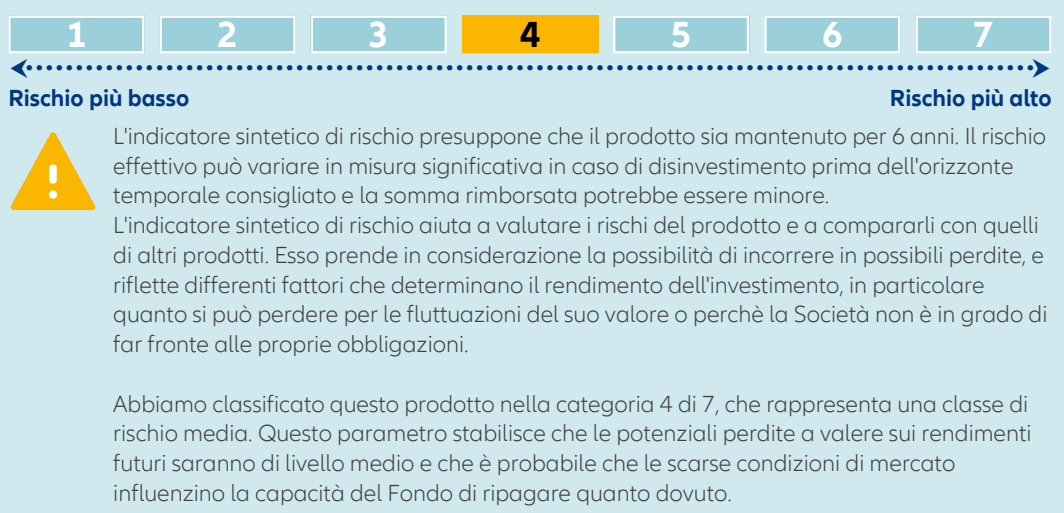 1 2 3 4 5 6 7
Rischio più basso Rischio più alto
L'indicatore sintetico di rischio presuppone che il prodotto sia mantenuto per 6 anni. Il rischio
effettivo può variare in misura significativa in caso di disinvestimento prima dell'orizzonte
temporale consigliato e la somma rimborsata potrebbe essere minore.
L'indicatore sintetico di rischio aiuta a valutare i rischi del prodotto e a compararli con quelli
di altri prodotti. Esso prende in considerazione la possibilità di incorrere in possibili perdite, e
riflette differenti fattori che determinano il rendimento dell'investimento, in particolare
quanto si può perdere per le fluttuazioni del suo valore o perchè la Società non è in grado di
far fronte alle proprie obbligazioni.
Abbiamo classificato questo prodotto nella categoria 4 di 7, che rappresenta una classe di
rischio media. Questo parametro stabilisce che le potenziali perdite a valere sui rendimenti
futuri saranno di livello medio e che è probabile che le scarse condizioni di mercato
influenzino la capacità del Fondo di ripagare quanto dovuto.